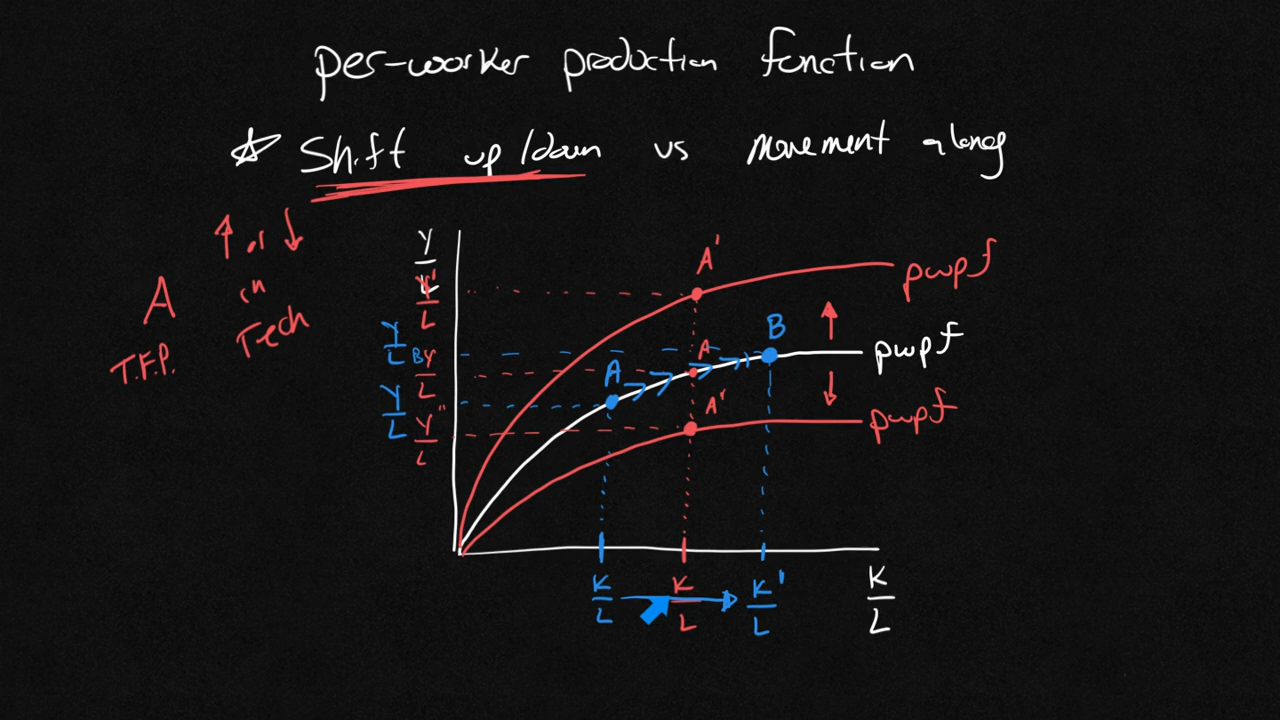 per-worker production function
☆ Shift up/down vs movement along
↑ or ↓
in
Tech
A
T.F.P.
Y
L
Y'
L
Y
L B
Y
L
Y
L
Y"
L
A'
A
A'
A
B
pwpf
pwpf
pwpf
K
L
K
L
K'
L
K
L